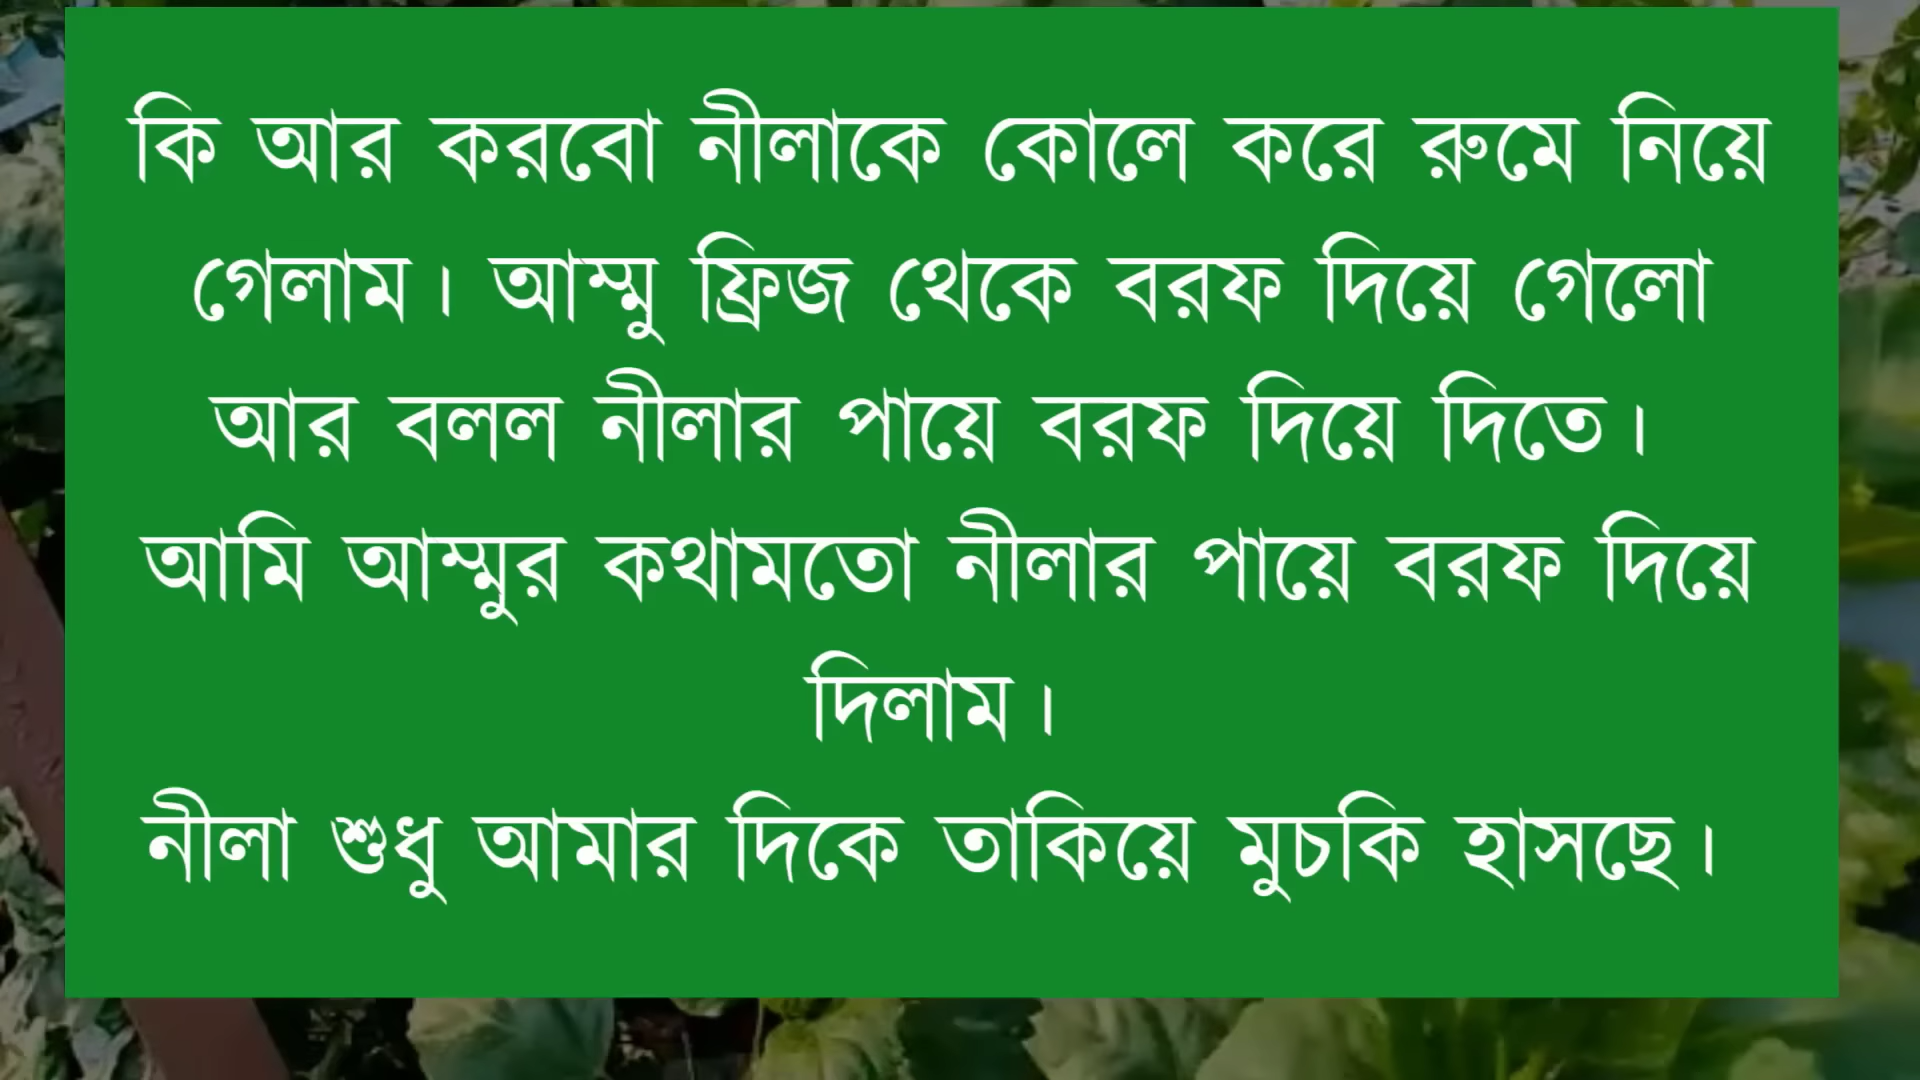 কি আর করবো নীলাকে কোলে করে রুমে নিয়ে
গেলাম। আম্মু ফ্রিজ থেকে বরফ দিয়ে গেলো
আর বলল নীলার পায়ে বরফ দিয়ে দিতে।
আমি আম্মুর কথামতো নীলার পায়ে বরফ দিয়ে
দিলাম।
নীলা শুধু আমার দিকে তাকিয়ে মুচকি হাসছে।